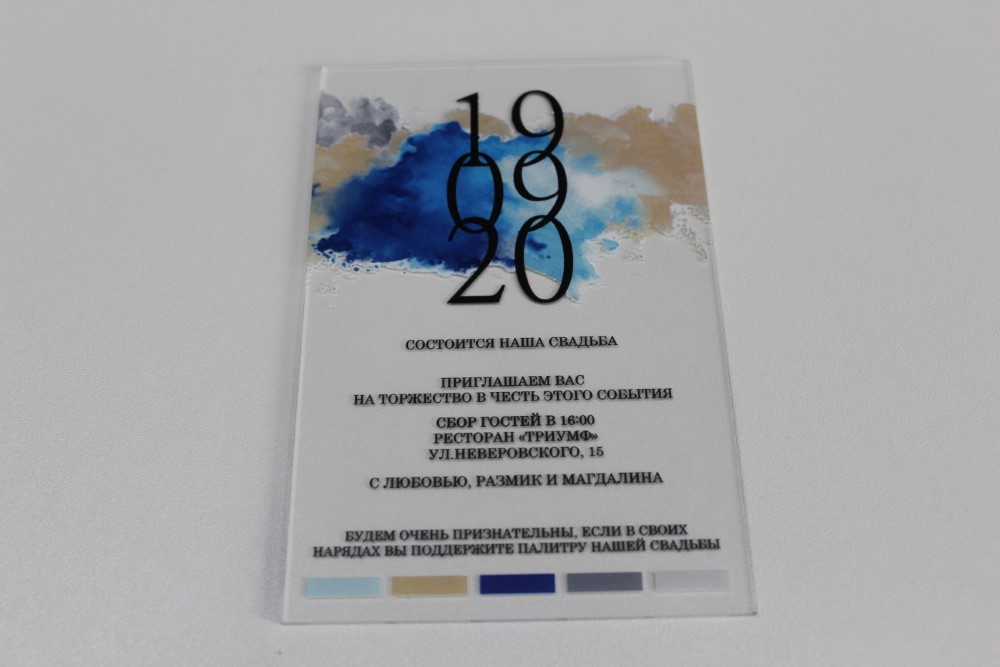 19
09
20
СОСТОИТСЯ НАША СВАДЬБА
ПРИГЛАШАЕМ ВАС
НА ТОРЖЕСТВО В ЧЕСТЬ ЭТОГО СОБЫТИЯ
СБОР ГОСТЕЙ В 16:00
РЕСТОРАН «ТРИУМФ»
УЛ.НЕВЕРОВСКОГО, 15
С ЛЮБОВЬЮ, РАЗМИК И МАГДАЛИНА
БУДЕМ ОЧЕНЬ ПРИЗНАТЕЛЬНЫ, ЕСЛИ В СВОИХ
НАРЯДАХ ВЫ ПОДДЕРЖИТЕ ПАЛИТРУ НАШЕЙ СВАДЬБЫ